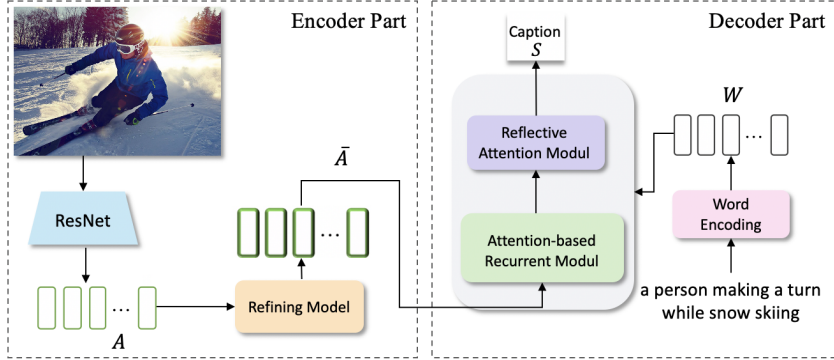 Encoder Part
ResNet
A
Refining Model
Ā
Decoder Part
Caption
S
Reflective
Attention Modul
Attention-based
Recurrent Modul
W
Word
Encoding
a person making a turn
while snow skiing